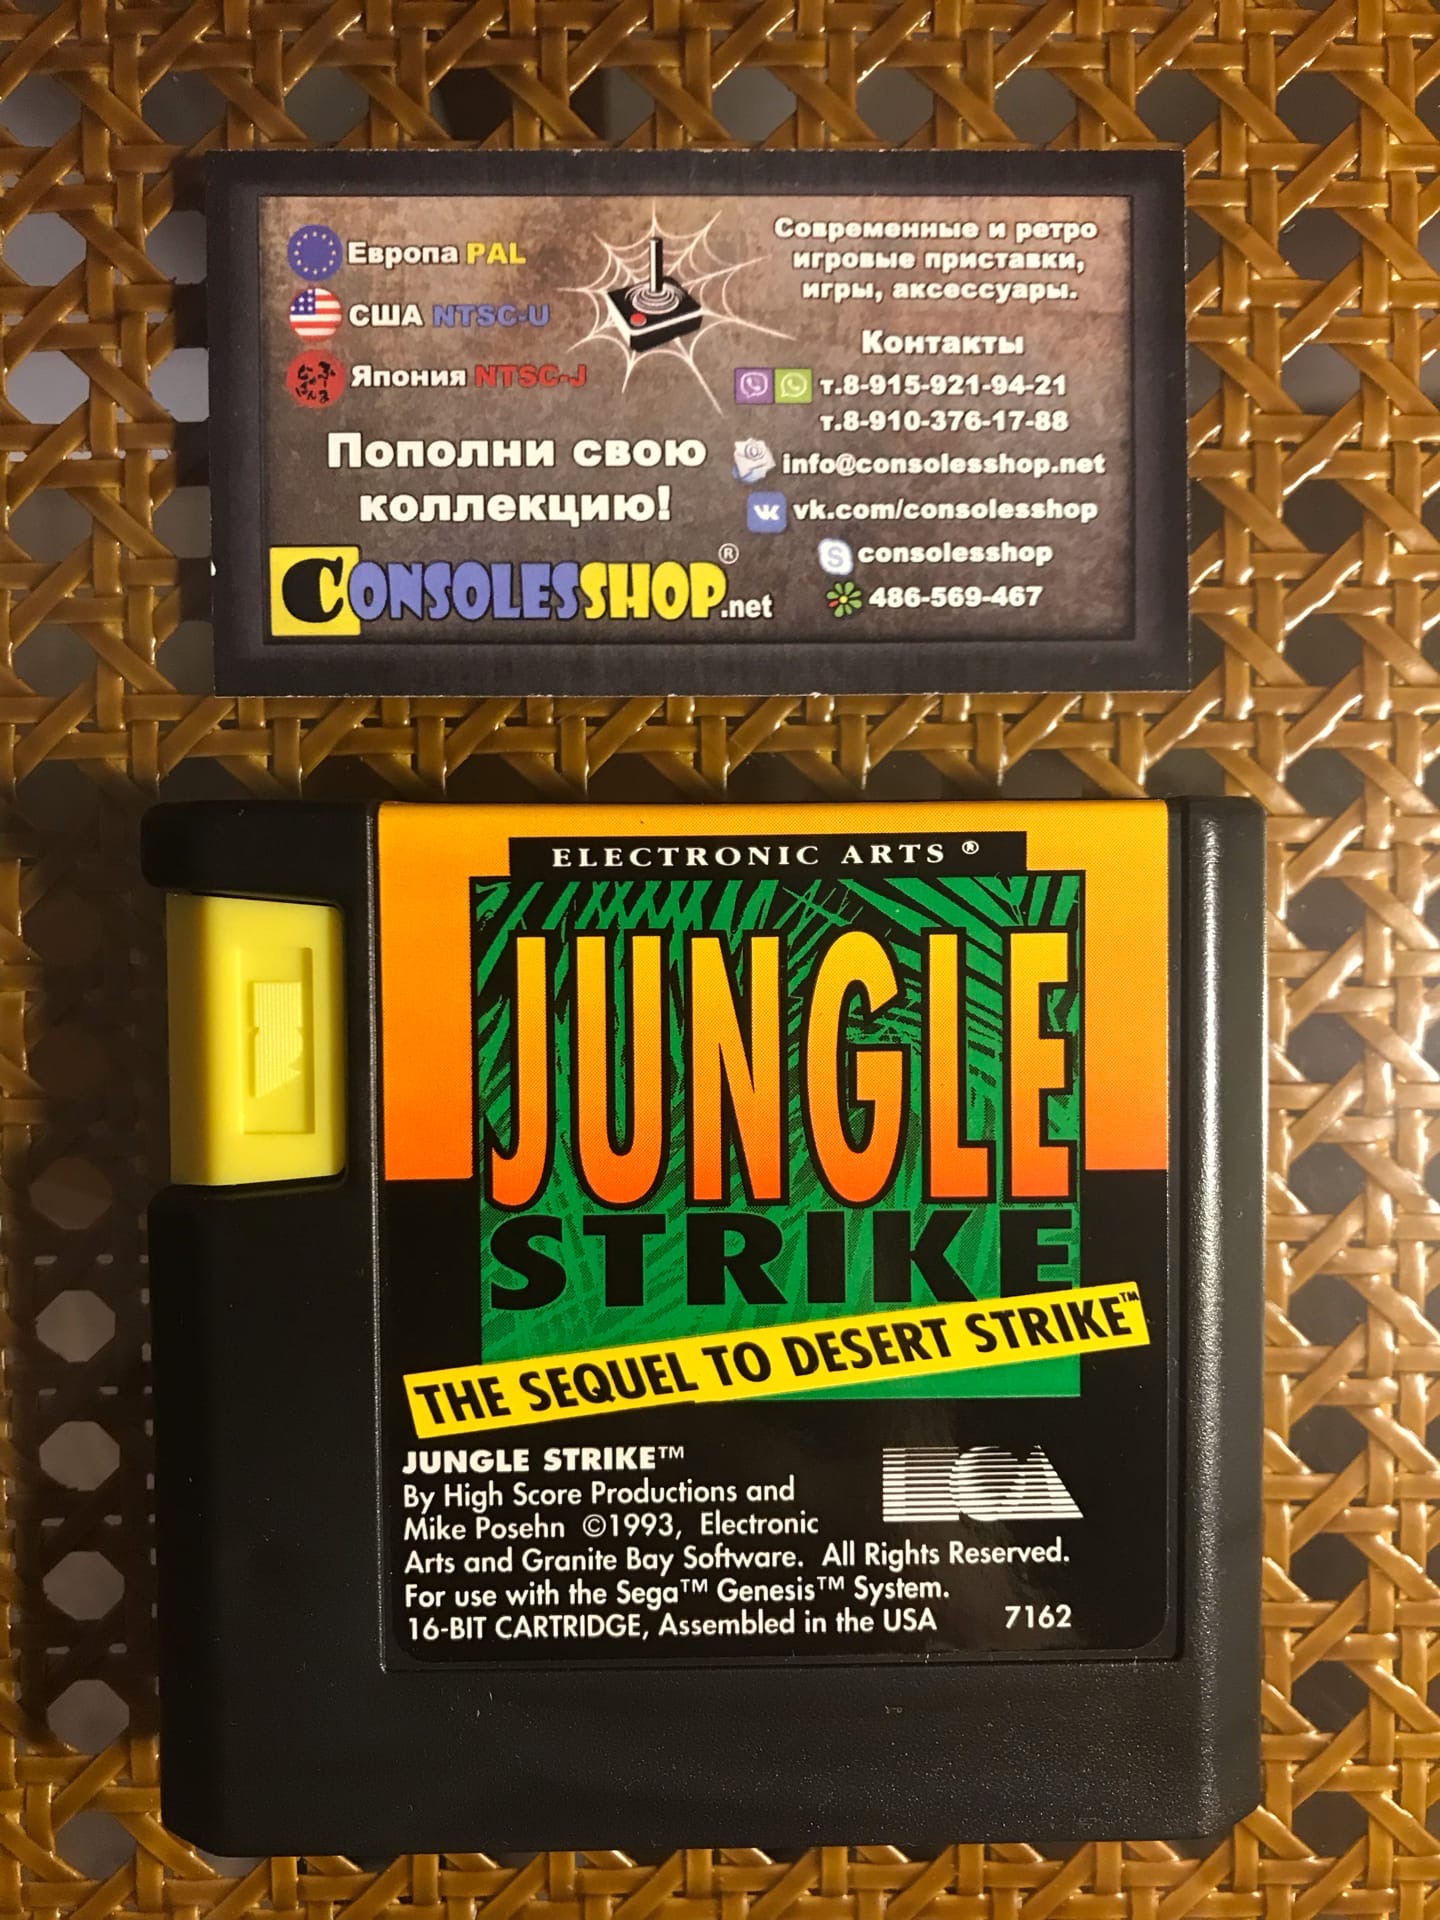 Европа PAL
США NTSC-U
Япония NTSC-J
Пополни свою
коллекцию!
CONSOLESSHOP.net®
Современные и ретро
игровые приставки,
игры, аксессуары.
Контакты
т.8-915-921-94-21
т.8-910-376-17-88
info@consolesshop.net
vk.com/consolesshop
consolesshop
486-569-467
ELECTRONIC ARTS ®
JUNGLE
STRIKE
THE SEQUEL TO DESERT STRIKE™
JUNGLE STRIKE™
By High Score Productions and
Mike Posehn ©1993, Electronic
Arts and Granite Bay Software. All Rights Reserved.
For use with the Sega™ Genesis™ System.
16-BIT CARTRIDGE, Assembled in the USA 7162
EA